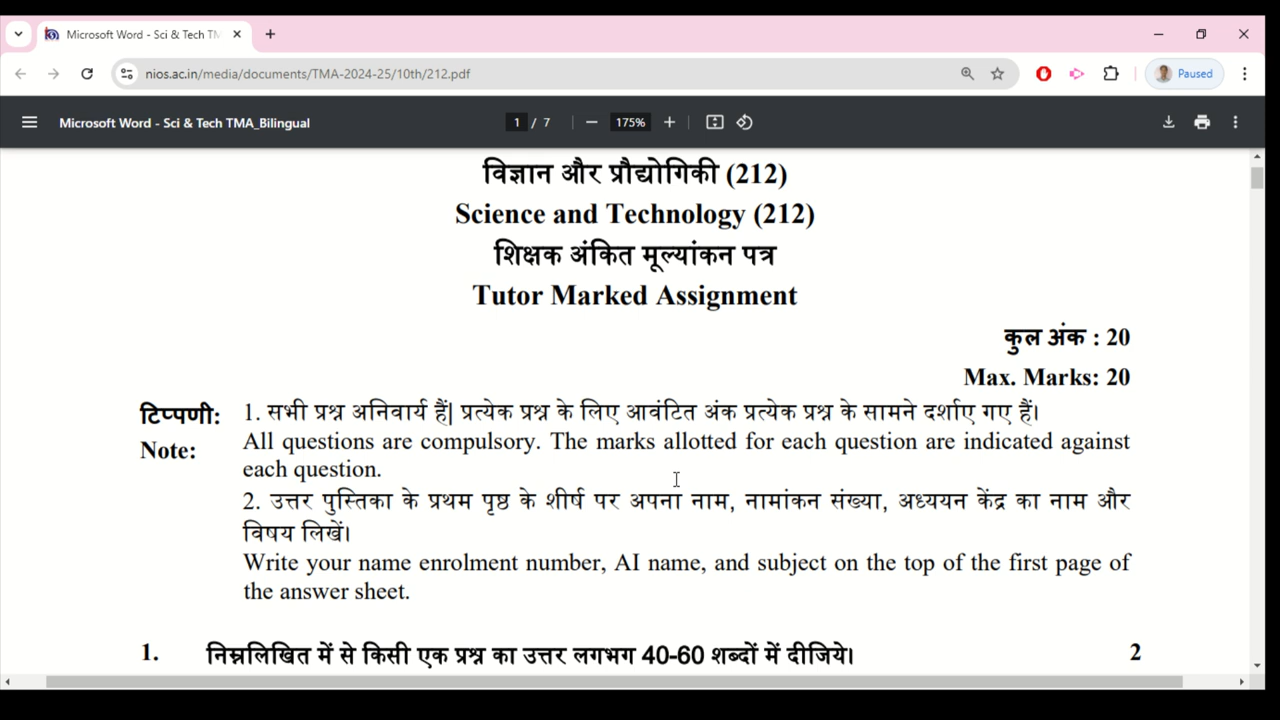 Microsoft Word - Sci & Tech TM
nios.ac.in/media/documents/TMA-2024-25/10th/212.pdf
Paused
Microsoft Word - Sci & Tech TMA_Bilingual
1 / 7
175%
विज्ञान और प्रौद्योगिकी (212)
Science and Technology (212)
शिक्षक अंकित मूल्यांकन पत्र
Tutor Marked Assignment
कुल अंक : 20
Max. Marks: 20
टिप्पणी: 1. सभी प्रश्न अनिवार्य हैं| प्रत्येक प्रश्न के लिए आवंटित अंक प्रत्येक प्रश्न के सामने दर्शाए गए हैं।
Note: All questions are compulsory. The marks allotted for each question are indicated against
each question.
2. उत्तर पुस्तिका के प्रथम पृष्ठ के शीर्ष पर अपना नाम, नामांकन संख्या, अध्ययन केंद्र का नाम और
विषय लिखें।
Write your name enrolment number, AI name, and subject on the top of the first page of
the answer sheet.
1. निम्नलिखित में से किसी एक प्रश्न का उत्तर लगभग 40-60 शब्दों में दीजिये। 2